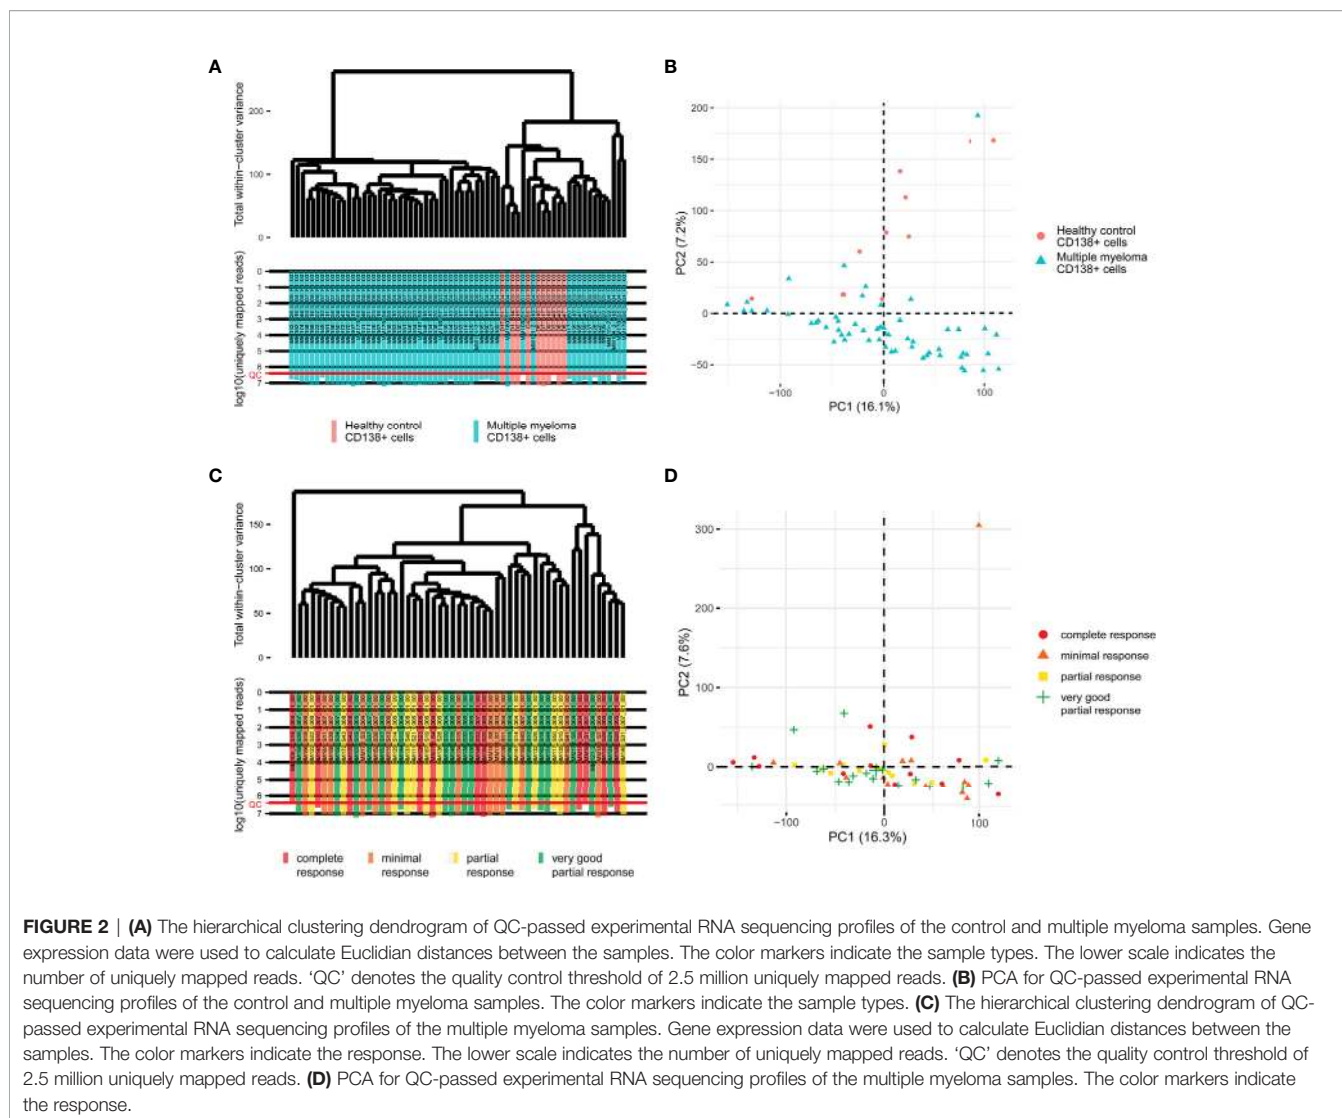 A
Total within-cluster variance
200
100
0
log10(uniquely mapped reads)
0
1
2
3
4
5
6
QC
7
Healthy control
CD138+ cells
Multiple myeloma
CD138+ cells
B
PC2 (7.2%)
200
150
100
50
0
−50
−100
0
100
PC1 (16.1%)
Healthy control
CD138+ cells
Multiple myeloma
CD138+ cells
C
Total within-cluster variance
150
100
50
0
log10(uniquely mapped reads)
0
1
2
3
4
5
6
QC
7
complete
response
minimal
response
partial
response
very good
partial response
D
PC2 (7.6%)
300
200
100
0
−100
0
100
PC1 (16.3%)
complete response
minimal response
partial response
very good
partial response
FIGURE 2 | (A) The hierarchical clustering dendrogram of QC-passed experimental RNA sequencing profiles of the control and multiple myeloma samples. Gene
expression data were used to calculate Euclidian distances between the samples. The color markers indicate the sample types. The lower scale indicates the
number of uniquely mapped reads. ‘QC’ denotes the quality control threshold of 2.5 million uniquely mapped reads. (B) PCA for QC-passed experimental RNA
sequencing profiles of the control and multiple myeloma samples. The color markers indicate the sample types. (C) The hierarchical clustering dendrogram of QC-
passed experimental RNA sequencing profiles of the multiple myeloma samples. Gene expression data were used to calculate Euclidian distances between the
samples. The color markers indicate the response. The lower scale indicates the number of uniquely mapped reads. ‘QC’ denotes the quality control threshold of
2.5 million uniquely mapped reads. (D) PCA for QC-passed experimental RNA sequencing profiles of the multiple myeloma samples. The color markers indicate
the response.